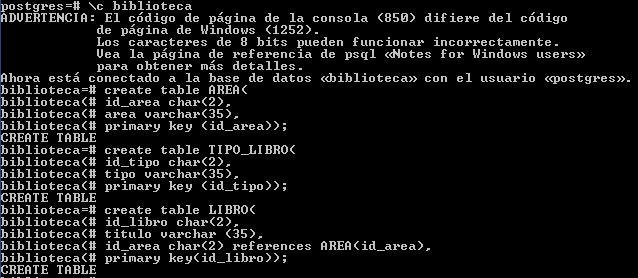 postgres=# \c biblioteca
ADVERTENCIA: El código de página de la consola (850) difiere del código
de página de Windows (1252).
Los caracteres de 8 bits pueden funcionar incorrectamente.
Vea la página de referencia de psql «Notes for Windows users»
para obtener más detalles.
Ahora está conectado a la base de datos «biblioteca» con el usuario «postgres».
biblioteca=# create table AREA(
biblioteca(# id_area char(2),
biblioteca(# area varchar(35),
biblioteca(# primary key (id_area));
CREATE TABLE
biblioteca=# create table TIPO_LIBRO(
biblioteca(# id_tipo char(2),
biblioteca(# tipo varchar(35),
biblioteca(# primary key (id_tipo));
CREATE TABLE
biblioteca=# create table LIBRO(
biblioteca(# id_libro char(2),
biblioteca(# titulo varchar (35),
biblioteca(# id_area char(2) references AREA(id_area),
biblioteca(# primary key(id_libro));
CREATE TABLE